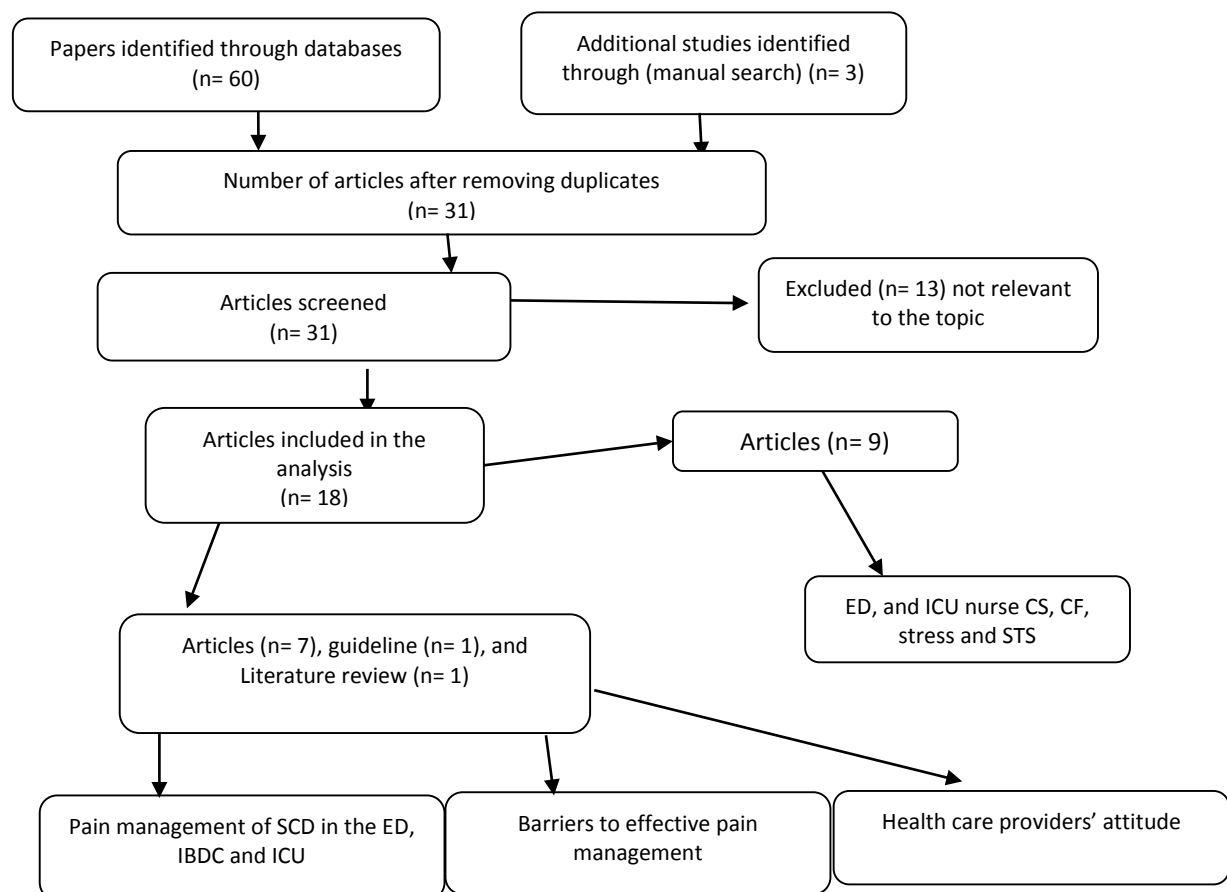 Papers identified through databases
(n= 60)
Additional studies identified
through (manual search) (n= 3)
Number of articles after removing duplicates
(n= 31)
Articles screened
(n= 31)
Excluded (n= 13) not relevant
to the topic
Articles included in the
analysis
(n= 18)
Articles (n= 9)
ED, and ICU nurse CS, CF,
stress and STS
Articles (n= 7), guideline (n= 1), and
Literature review (n= 1)
Pain management of SCD in the ED,
IBDC and ICU
Barriers to effective pain
management
Health care providers’ attitude